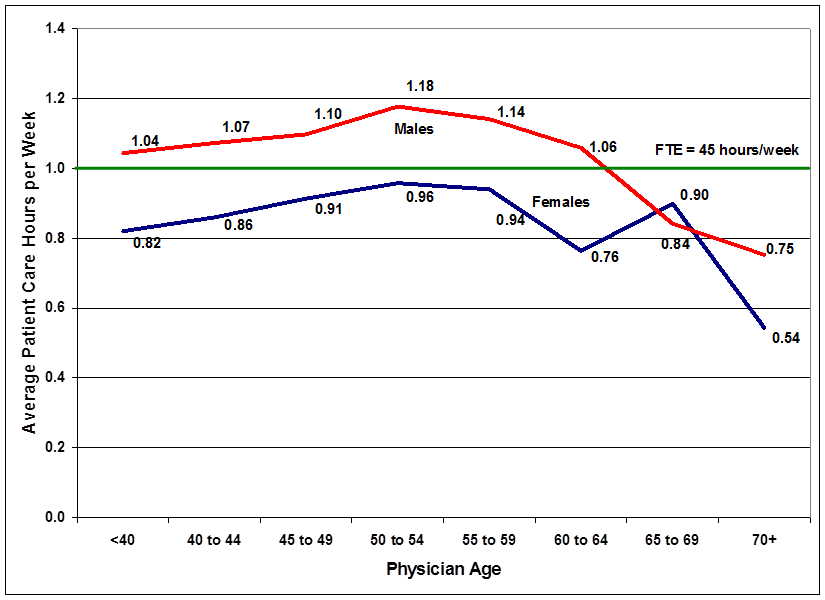 1.4
1.2
1.0
0.8
0.6
0.4
0.2
0.0
Average Patient Care Hours per Week
1.04
1.07
1.10
1.18
1.14
1.06
0.84
0.75
Males
FTE = 45 hours/week
Females
0.82
0.86
0.91
0.96
0.94
0.76
0.90
0.54
<40
40 to 44
45 to 49
50 to 54
55 to 59
60 to 64
65 to 69
70+
Physician Age